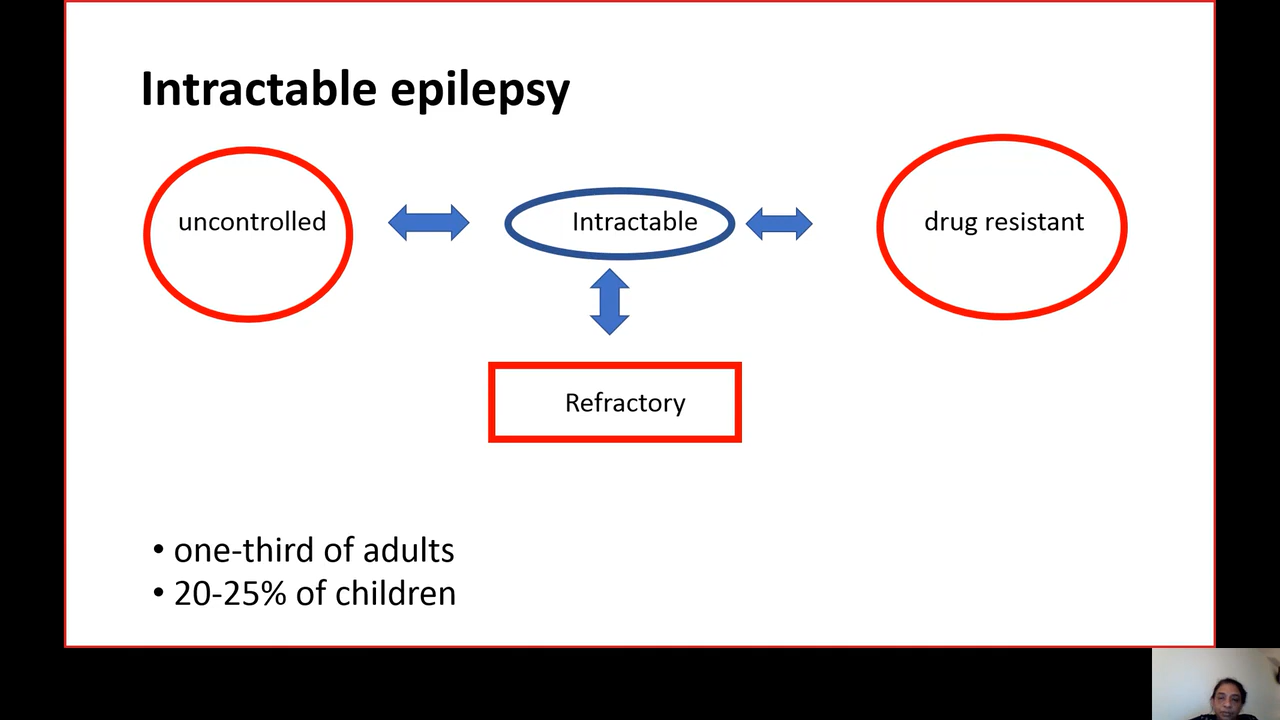 Intractable epilepsy
uncontrolled
Intractable
drug resistant
Refractory
• one-third of adults
• 20-25% of children